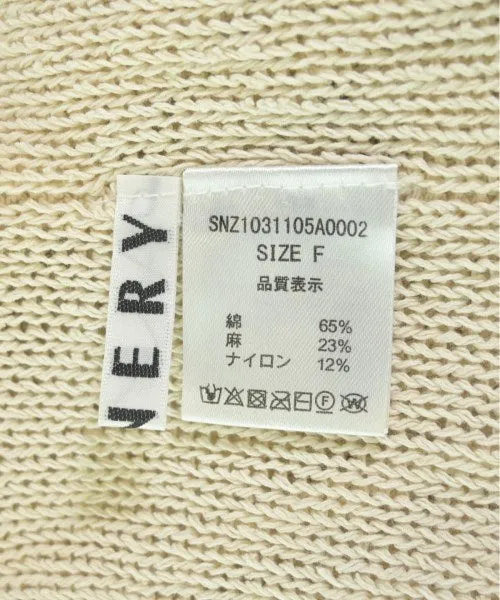 NERY
SNZ1031105A0002
SIZE F
品質表示
綿 65%
麻 23%
ナイロン 12%
F
W